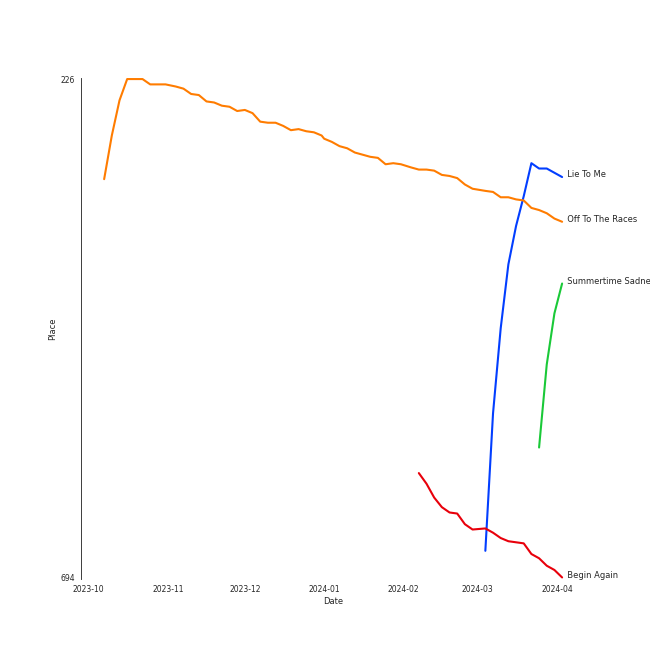 226
Lie To Me
Off To The Races
Summertime Sadne
Place
Begin Again
694
2023-10 2023-11 2023-12 2024-01 2024-02 2024-03 2024-04
Date